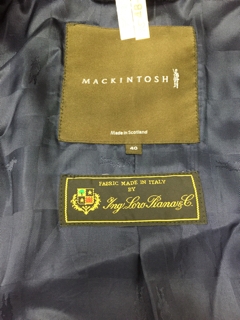 MACKINTOSH
Made in Scotland
40
FABRIC MADE IN ITALY
BY
Ing. Loro Piana & C.